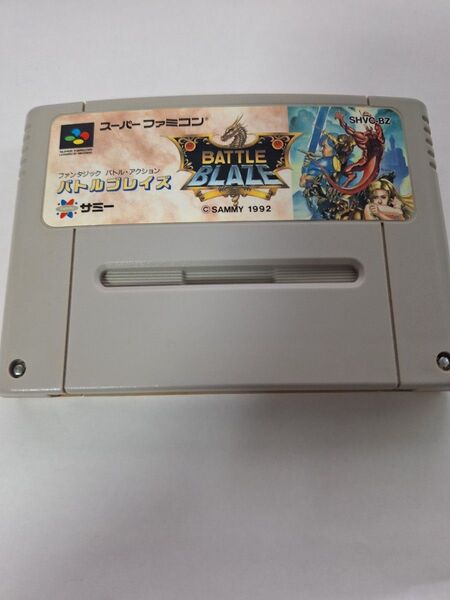 スーパーファミコン
SHVC-BZ
BATTLE
BLAZE
ファンタジック バトル・アクション
バトルブレイズ
サミー
© SAMMY 1992